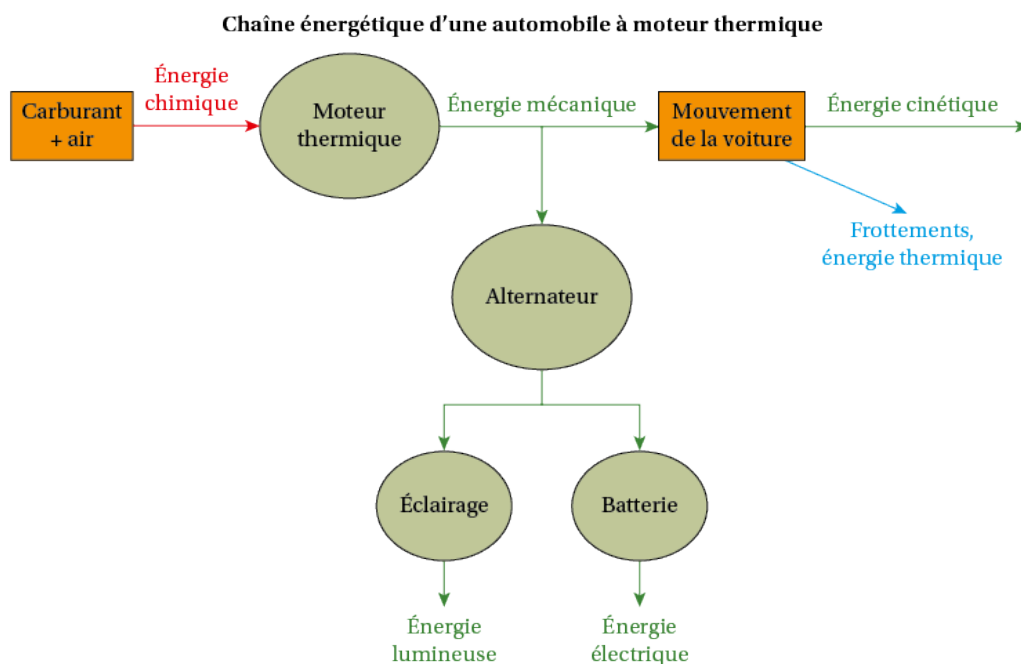 Chaîne énergétique d’une automobile à moteur thermique
Énergie
chimique
Carburant
+ air
Moteur
thermique
Énergie mécanique
Mouvement
de la voiture
Énergie cinétique
Frottements,
énergie thermique
Alternateur
Éclairage
Batterie
Énergie
lumineuse
Énergie
électrique